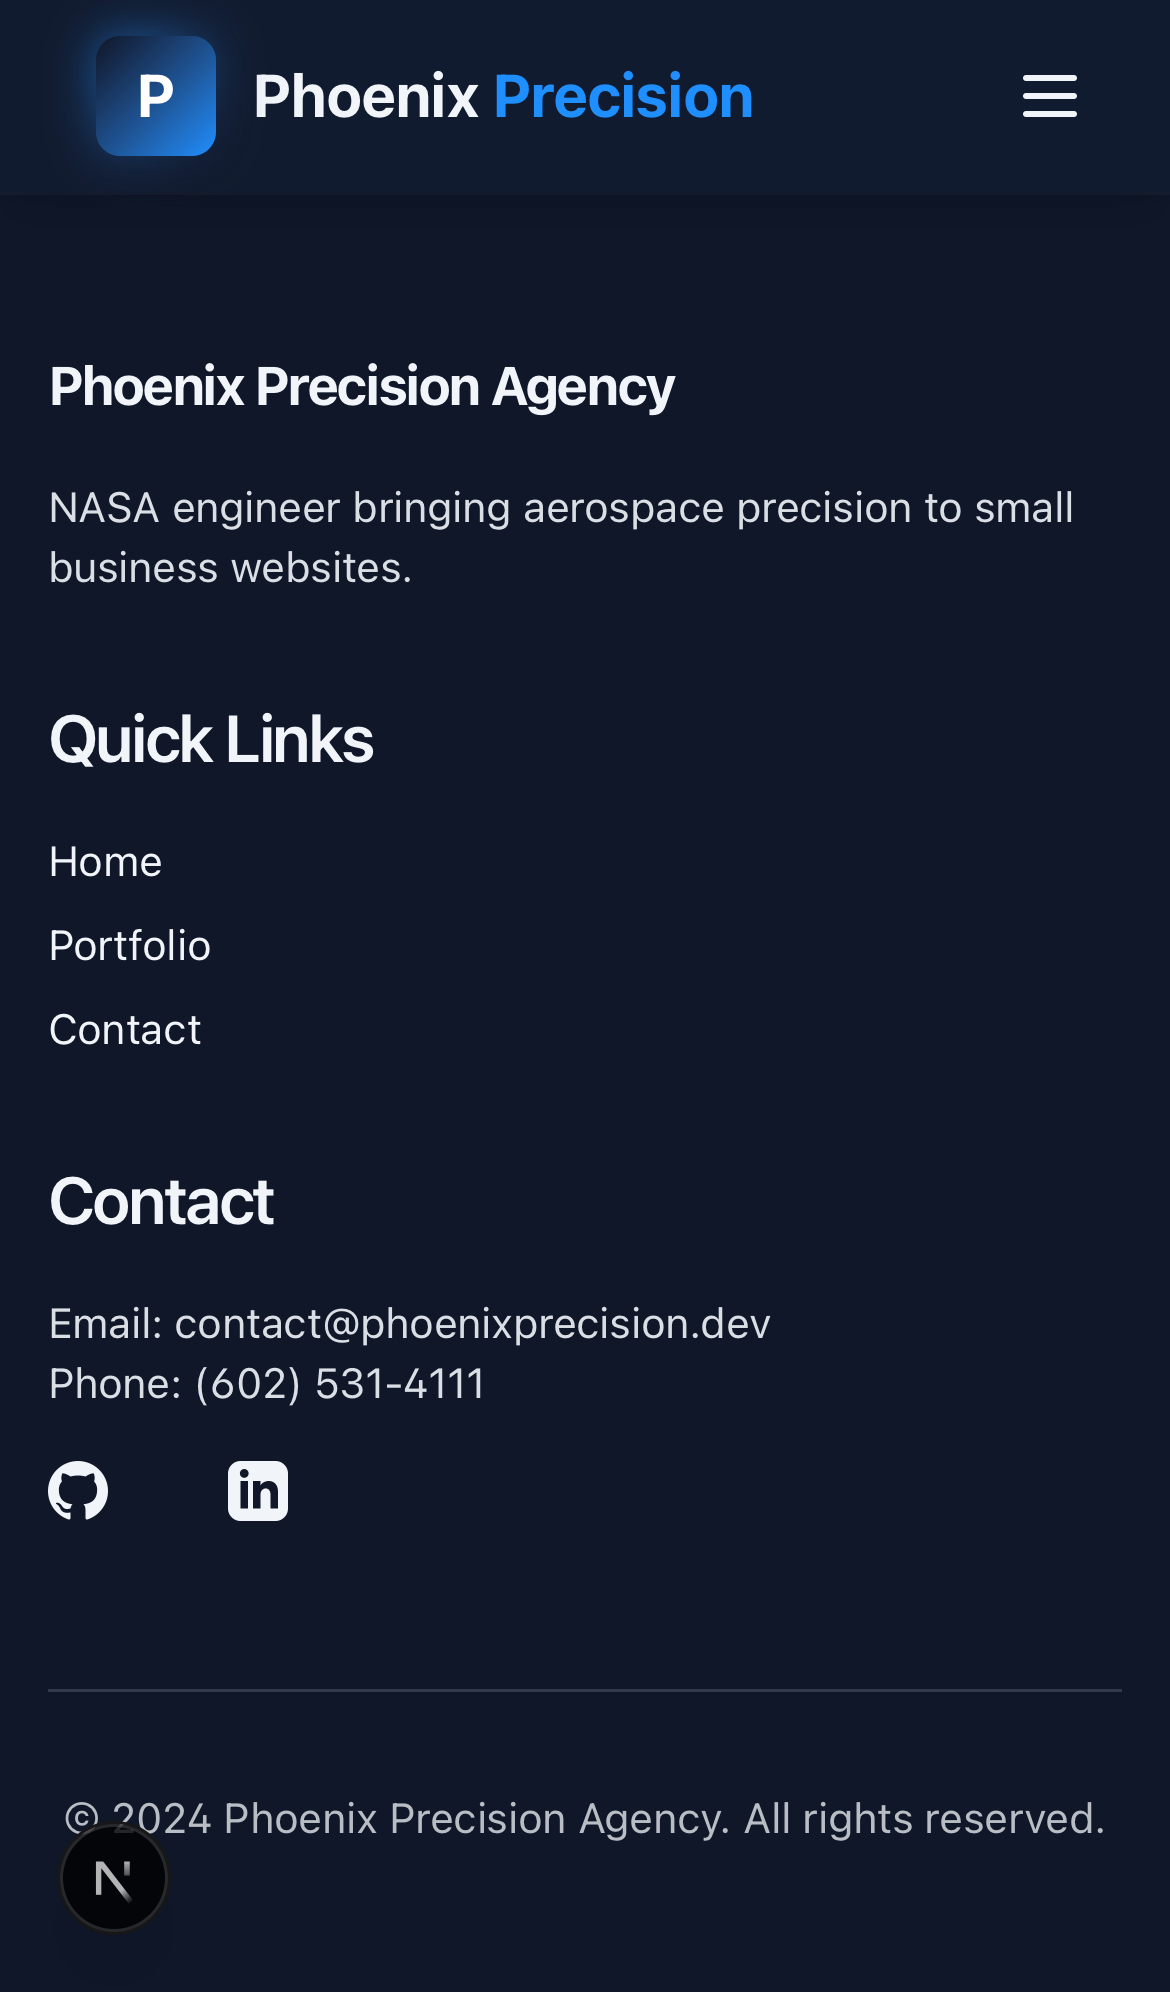 P
Phoenix Precision
Phoenix Precision Agency
NASA engineer bringing aerospace precision to small
business websites.
Quick Links
Home
Portfolio
Contact
Contact
Email: contact@phoenixprecision.dev
Phone: (602) 531-4111
in
© 2024 Phoenix Precision Agency. All rights reserved.
N